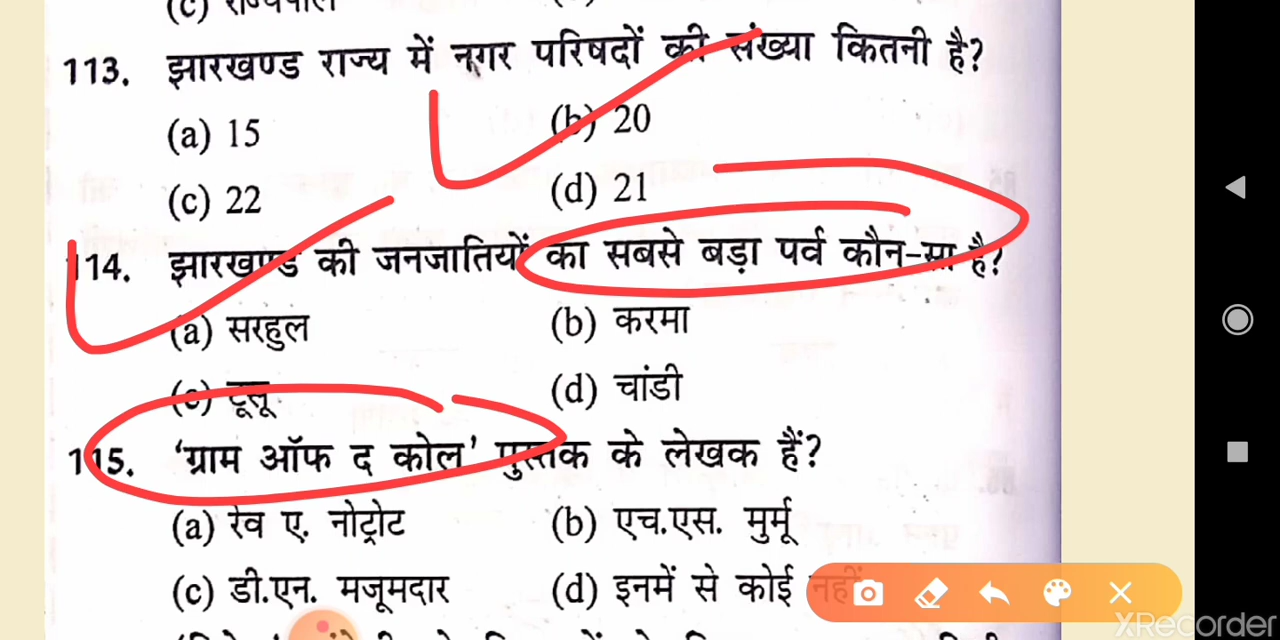 (c) राज्यपाल
113. झारखण्ड राज्य में नगर परिषदों की संख्या कितनी है?
(a) 15 (b) 20
(c) 22 (d) 21
114. झारखण्ड की जनजातियों का सबसे बड़ा पर्व कौन-सा है?
(a) सरहुल (b) करमा
(c) टूसू (d) चांडी
115. 'ग्राम ऑफ द कोल' पुस्तक के लेखक हैं?
(a) रेव ए. नोट्रोट (b) एच.एस. मुर्मू
(c) डी.एन. मजूमदार (d) इनमें से कोई नहीं
XRecorder